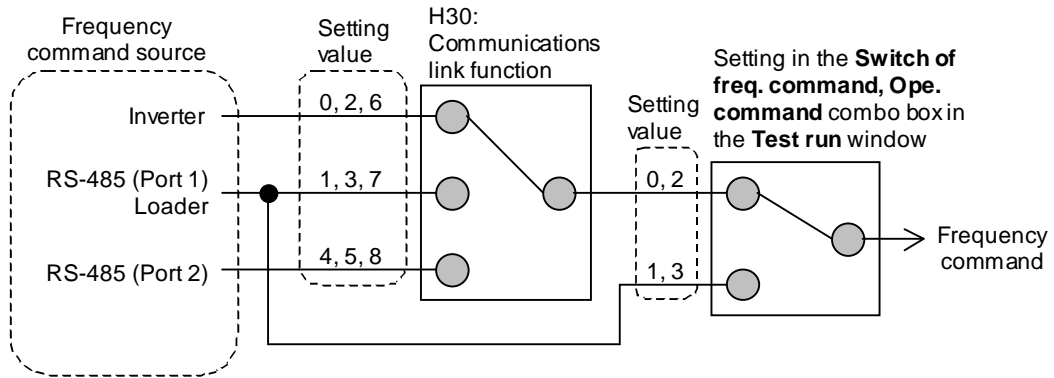 Frequency
command source
Setting
value
H30:
Communications
link function
Setting in the Switch of
freq. command, Ope.
command combo box in
the Test run window
Setting
value
Inverter
0, 2, 6
RS-485 (Port 1)
Loader
1, 3, 7
0, 2
RS-485 (Port 2)
4, 5, 8
1, 3
Frequency
command